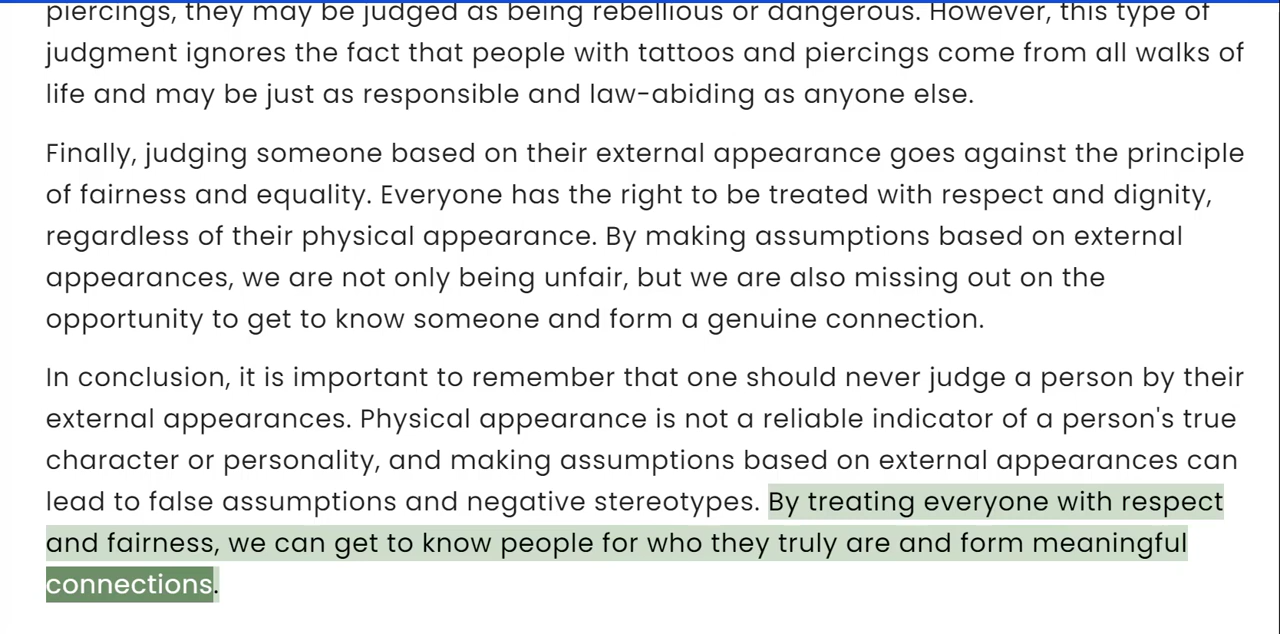 piercings, they may be judged as being rebellious or dangerous. However, this type of
judgment ignores the fact that people with tattoos and piercings come from all walks of
life and may be just as responsible and law-abiding as anyone else.
Finally, judging someone based on their external appearance goes against the principle
of fairness and equality. Everyone has the right to be treated with respect and dignity,
regardless of their physical appearance. By making assumptions based on external
appearances, we are not only being unfair, but we are also missing out on the
opportunity to get to know someone and form a genuine connection.
In conclusion, it is important to remember that one should never judge a person by their
external appearances. Physical appearance is not a reliable indicator of a person's true
character or personality, and making assumptions based on external appearances can
lead to false assumptions and negative stereotypes. By treating everyone with respect
and fairness, we can get to know people for who they truly are and form meaningful
connections.